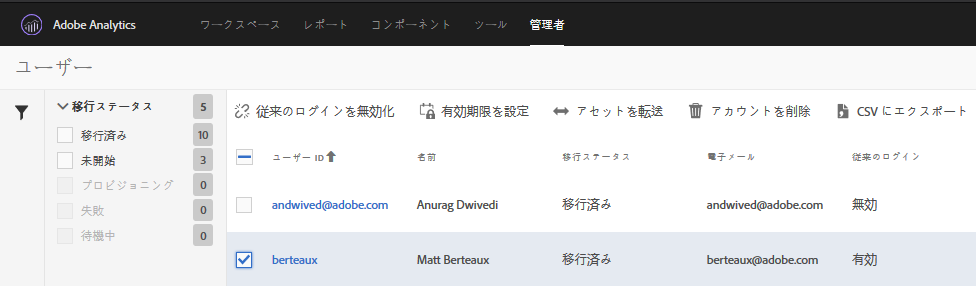 Adobe Analytics ワークスペース レポート コンポーネント ツール 管理者
ユーザー
移行ステータス 5
移行済み 10
未開始 3
プロビジョニング 0
失敗 0
待機中 0
従来のログインを無効化 有効期限を設定 アセットを転送 アカウントを削除 CSV にエクスポート
ユーザー ID 名前 移行ステータス 電子メール 従来のログイン
andwived@adobe.com Anurag Dwivedi 移行済み andwived@adobe.com 無効
berteaux Matt Berteaux 移行済み berteaux@adobe.com 有効